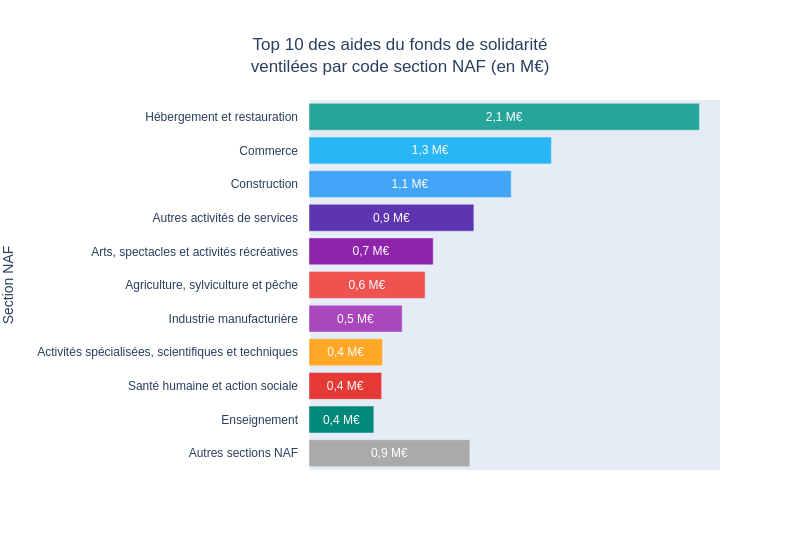 Top 10 des aides du fonds de solidarité
ventilées par code section NAF (en M€)
Section NAF
Hébergement et restauration 2,1 M€
Commerce 1,3 M€
Construction 1,1 M€
Autres activités de services 0,9 M€
Arts, spectacles et activités récréatives 0,7 M€
Agriculture, sylviculture et pêche 0,6 M€
Industrie manufacturière 0,5 M€
Activités spécialisées, scientifiques et techniques 0,4 M€
Santé humaine et action sociale 0,4 M€
Enseignement 0,4 M€
Autres sections NAF 0,9 M€